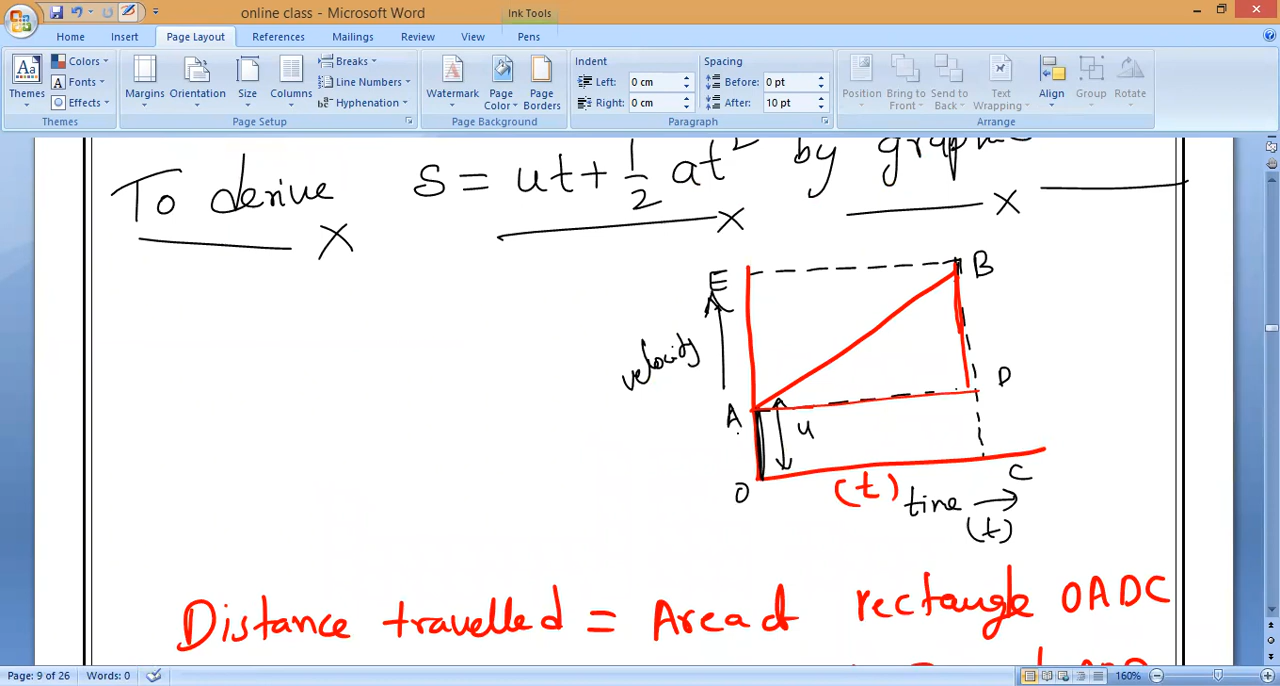 online class - Microsoft Word
Ink Tools
Home Insert Page Layout References Mailings Review View Pens
Themes
Colors
Fonts
Effects
Themes
Margins Orientation Size Columns
Breaks
Line Numbers
Hyphenation
Page Setup
Watermark Page Color Page Borders
Page Background
Indent
Left: 0 cm
Right: 0 cm
Spacing
Before: 0 pt
After: 10 pt
Paragraph
Position Bring to Front Send to Back Text Wrapping Align Group Rotate
Arrange
To derive S = ut + 1/2 at² by
E
B
velocity
A
u
D
O
(t)
C
time →
(t)
Distance travelled = Area of rectangle OADC
Page: 9 of 26 Words: 0 160%